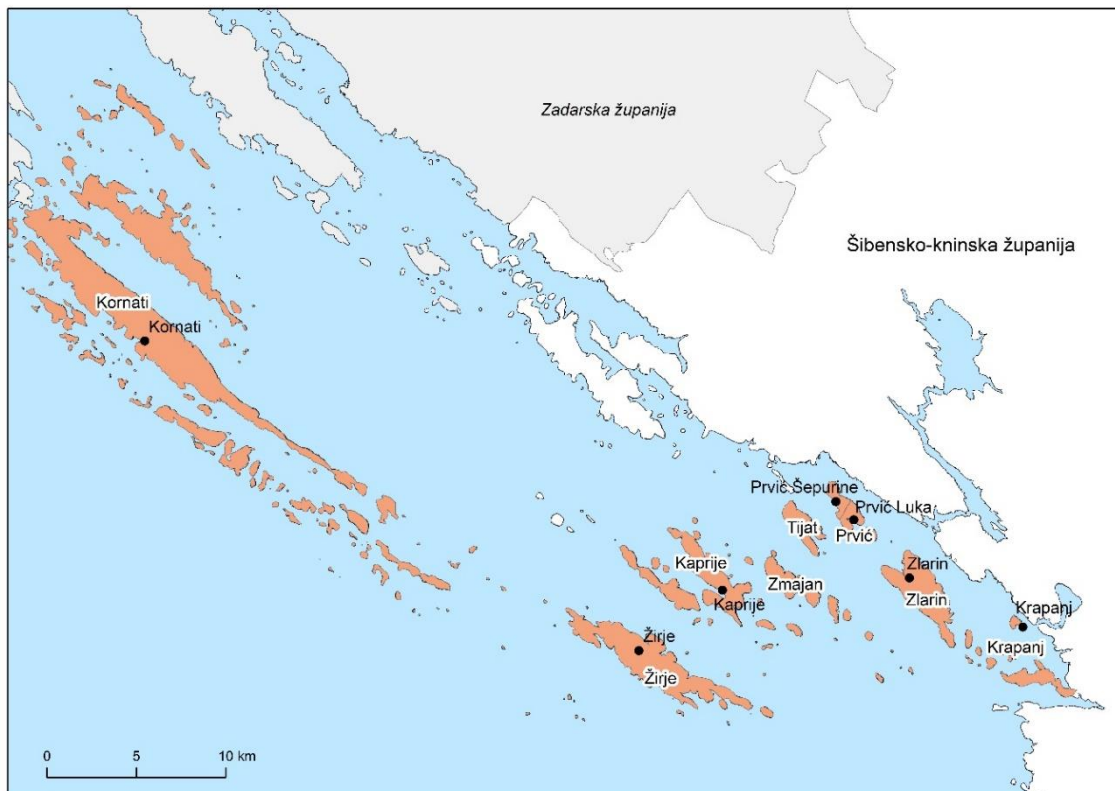 Zadarska županija
Šibensko-kninska županija
Kornati
Kornati
Prvić Šepurine
Prvić Luka
Tijat
Prvić
Kaprije
Zmajan
Kaprije
Zlarin
Zlarin
Krapanj
Krapanj
Žirje
Žirje
0 5 10 km